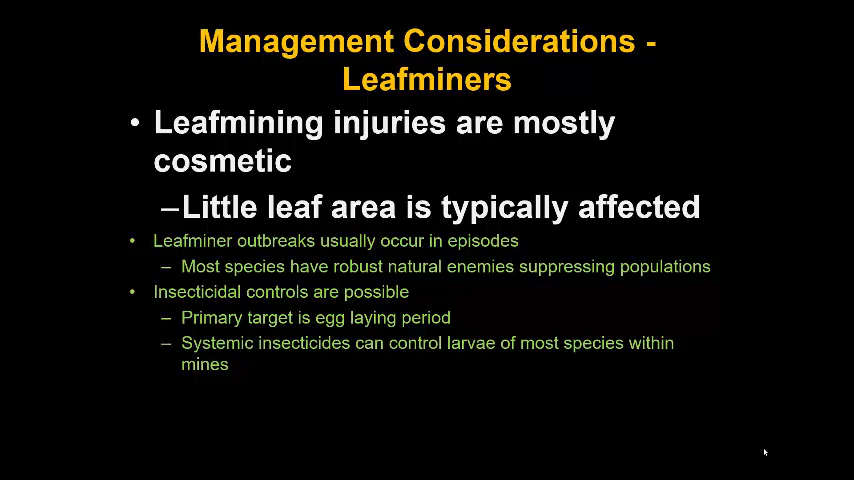 Management Considerations -
Leafminers
• Leafmining injuries are mostly
cosmetic
–Little leaf area is typically affected
• Leafminer outbreaks usually occur in episodes
– Most species have robust natural enemies suppressing populations
• Insecticidal controls are possible
– Primary target is egg laying period
– Systemic insecticides can control larvae of most species within
mines